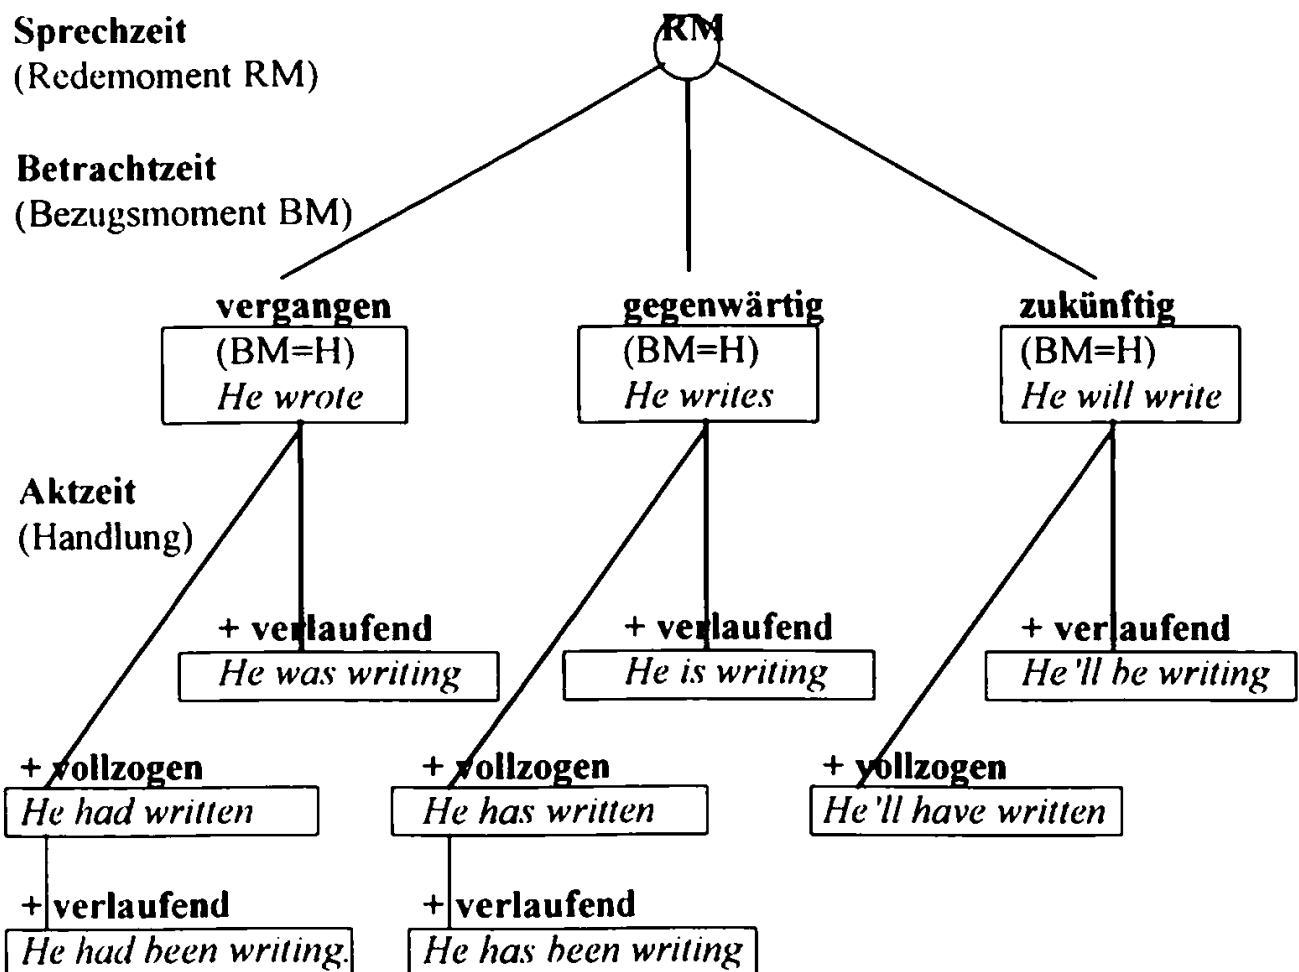 Sprechzeit
RM
(Redemoment RM)
Betrachtzeit
(Bezugsmoment BM)
vergangen
gegenwärtig
zukünftig
(BM=H)
(BM=H)
(BM=H)
He wrote
He writes
He will write
Aktzeit
(Handlung)
+ verlaufend
+ verlaufend
+ verlaufend
He was writing
He is writing
He'll be writing
+ vollzogen
+ vollzogen
+ vollzogen
He had written
He has written
He'll have written
+ verlaufend
+ verlaufend
He had been writing.
He has been writing